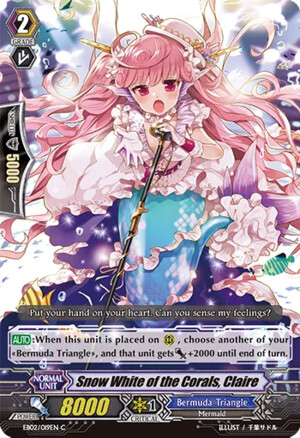 2
GRADE
5000
SHIELD
Put your hand on your heart. Can you sense my feelings?
AUTO:When this unit is placed on , choose another of your
«Bermuda Triangle», and that unit gets +2000 until end of turn.
NORMAL
UNIT
Snow White of the Corals, Claire
POWER
8000
1
CRITICAL
Bermuda Triangle
Mermaid
EB02/019EN C
ILLUST / 千葉サドル